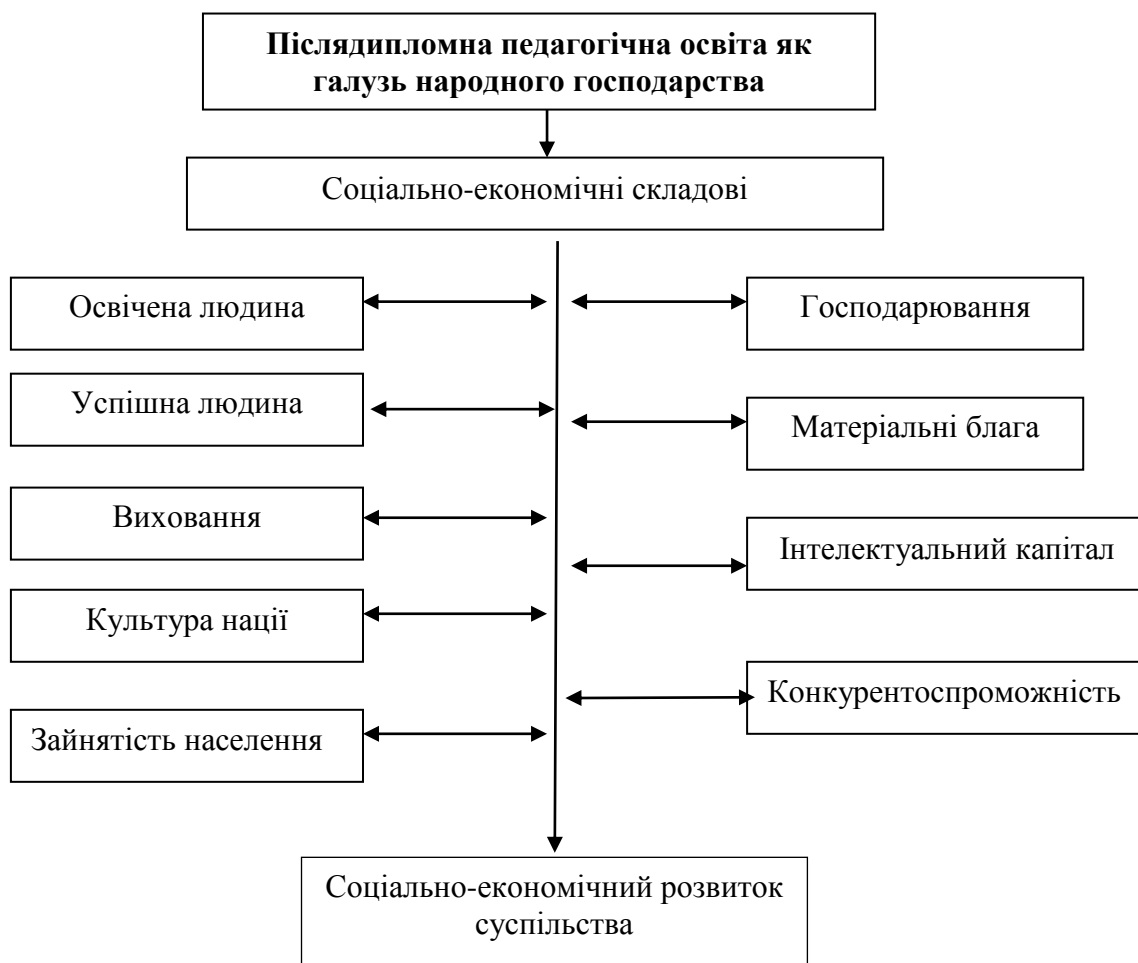 Післядипломна педагогічна освіта як
галузь народного господарства
Соціально-економічні складові
Освічена людина
Господарювання
Успішна людина
Матеріальні блага
Виховання
Інтелектуальний капітал
Культура нації
Конкурентоспроможність
Зайнятість населення
Соціально-економічний розвиток
суспільства